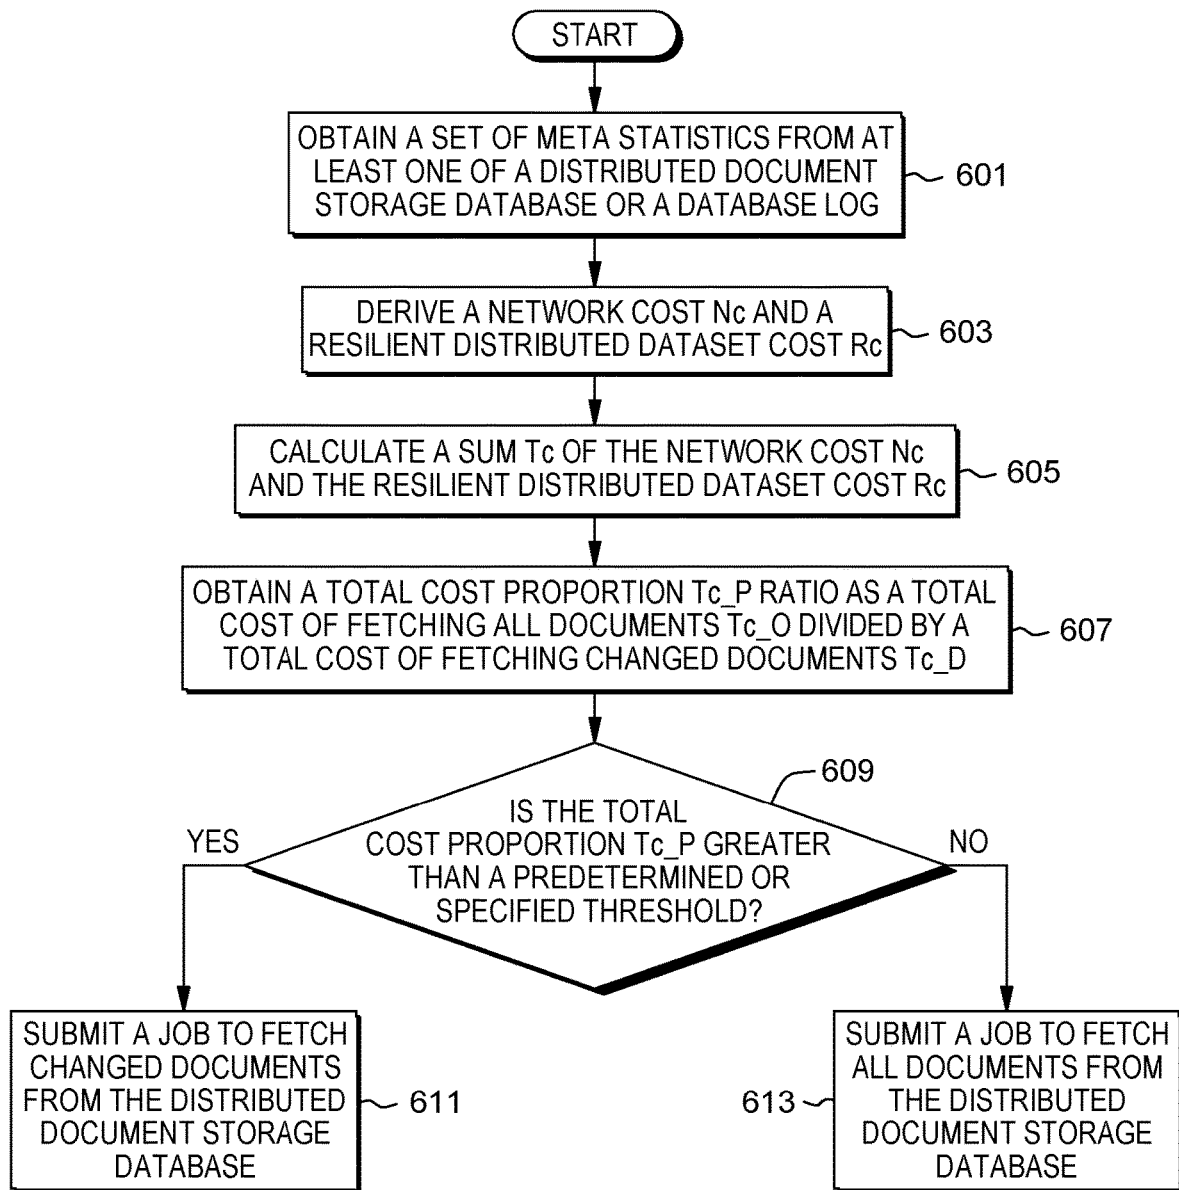 START
OBTAIN A SET OF META STATISTICS FROM AT
LEAST ONE OF A DISTRIBUTED DOCUMENT
STORAGE DATABASE OR A DATABASE LOG
601
DERIVE A NETWORK COST Nc AND A
RESILIENT DISTRIBUTED DATASET COST Rc
603
CALCULATE A SUM Tc OF THE NETWORK COST Nc
AND THE RESILIENT DISTRIBUTED DATASET COST Rc
605
OBTAIN A TOTAL COST PROPORTION Tc_P RATIO AS A TOTAL
COST OF FETCHING ALL DOCUMENTS Tc_O DIVIDED BY A
TOTAL COST OF FETCHING CHANGED DOCUMENTS Tc_D
607
609
IS THE TOTAL
COST PROPORTION Tc_P GREATER
THAN A PREDETERMINED OR
SPECIFIED THRESHOLD?
YES
NO
SUBMIT A JOB TO FETCH
CHANGED DOCUMENTS
FROM THE DISTRIBUTED
DOCUMENT STORAGE
DATABASE
611
613
SUBMIT A JOB TO FETCH
ALL DOCUMENTS FROM
THE DISTRIBUTED
DOCUMENT STORAGE
DATABASE